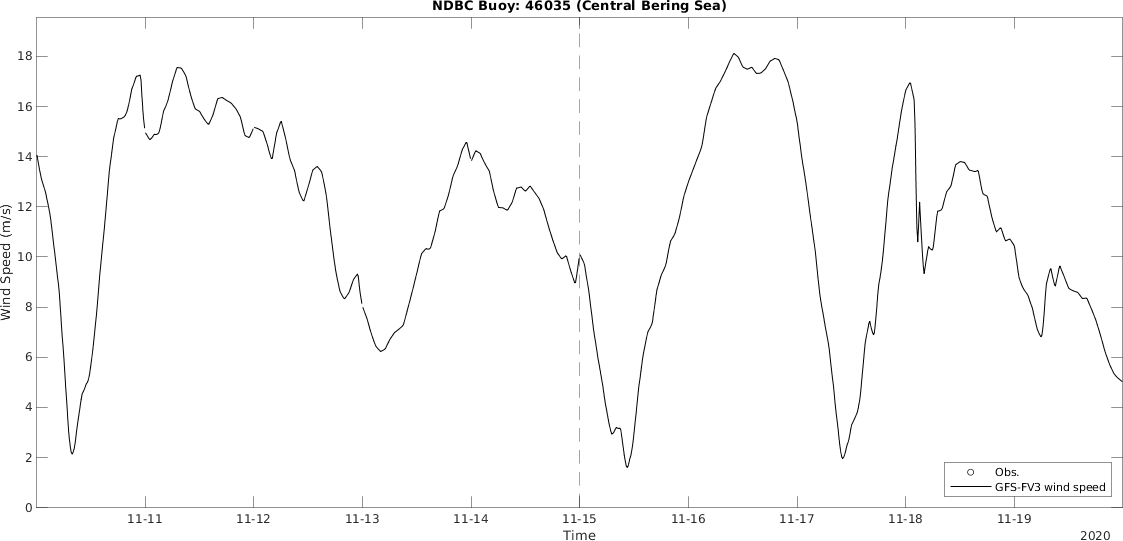 NDBC Buoy: 46035 (Central Bering Sea)
Wind Speed (m/s)
18
16
14
12
10
8
6
4
2
0
Obs.
GFS-FV3 wind speed
11-11 11-12 11-13 11-14 11-15 11-16 11-17 11-18 11-19
Time
2020